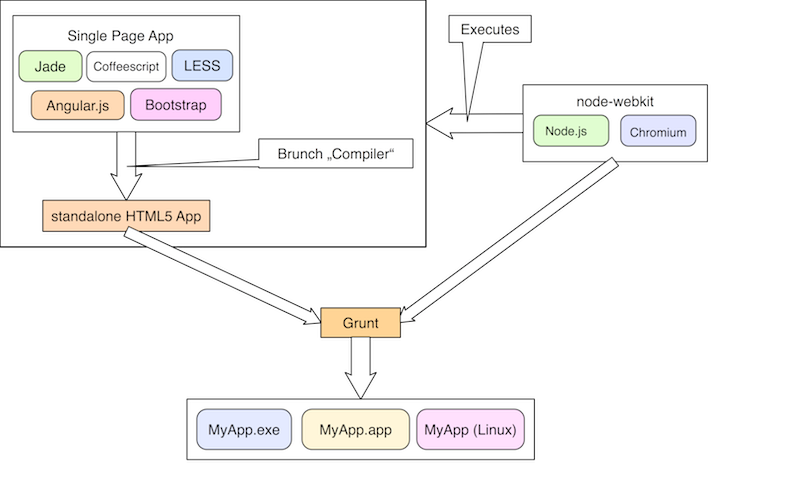 Single Page App
Jade
Coffeescript
LESS
Angular.js
Bootstrap
Brunch „Compiler“
standalone HTML5 App
Executes
node-webkit
Node.js
Chromium
Grunt
MyApp.exe
MyApp.app
MyApp (Linux)